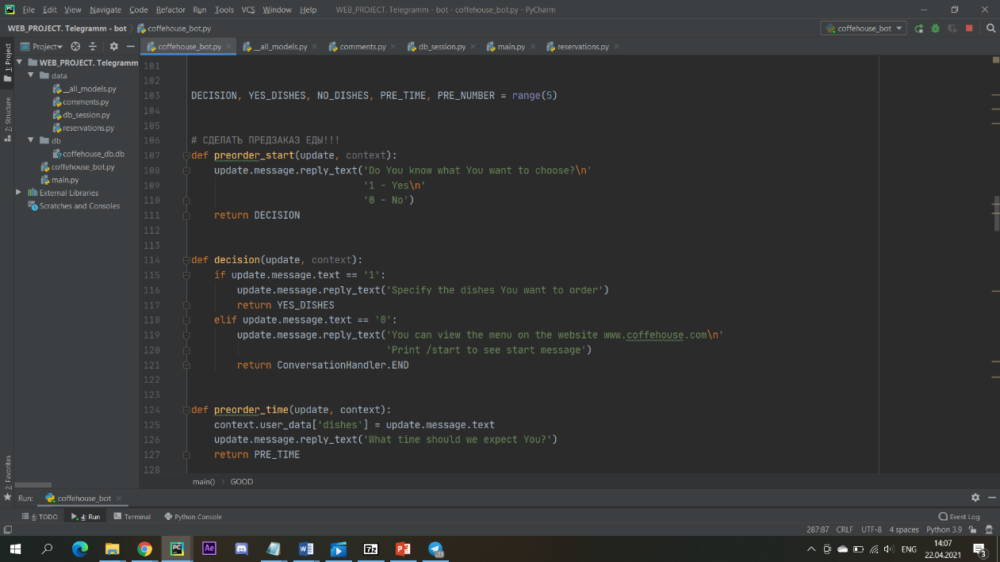 File Edit View Navigate Code Refactor Run Tools VCS Window Help WEB_PROJECT. Telegramm - bot - coffehouse_bot.py - PyCharm
WEB_PROJECT. Telegramm - bot coffehouse_bot.py coffehouse_bot
Project coffehouse_bot.py __all_models.py comments.py db_session.py main.py reservations.py
1: Project
7: Structure
2: Favorites
WEB_PROJECT. Telegramm
data
__all_models.py
comments.py
db_session.py
reservations.py
db
coffehouse_db.db
coffehouse_bot.py
main.py
External Libraries
Scratches and Consoles
101
102
103 DECISION, YES_DISHES, NO_DISHES, PRE_TIME, PRE_NUMBER = range(5)
104
105
106 # СДЕЛАТЬ ПРЕДЗАКАЗ ЕДЫ!!!
107 def preorder_start(update, context):
108 update.message.reply_text('Do You know what You want to choose?\n'
109 '1 - Yes\n'
110 '0 - No')
111 return DECISION
112
113
114 def decision(update, context):
115 if update.message.text == '1':
116 update.message.reply_text('Specify the dishes You want to order')
117 return YES_DISHES
118 elif update.message.text == '0':
119 update.message.reply_text('You can view the menu on the website www.coffehouse.com\n'
120 'Print /start to see start message')
121 return ConversationHandler.END
122
123
124 def preorder_time(update, context):
125 context.user_data['dishes'] = update.message.text
126 update.message.reply_text('What time should we expect You?')
127 return PRE_TIME
128
main() GOOD
Run: coffehouse_bot
6: TODO 4: Run Terminal Python Console Event Log
287:87 CRLF UTF-8 4 spaces Python 3.9
PC Ae 7z ENG 14:07
22.04.2021 3